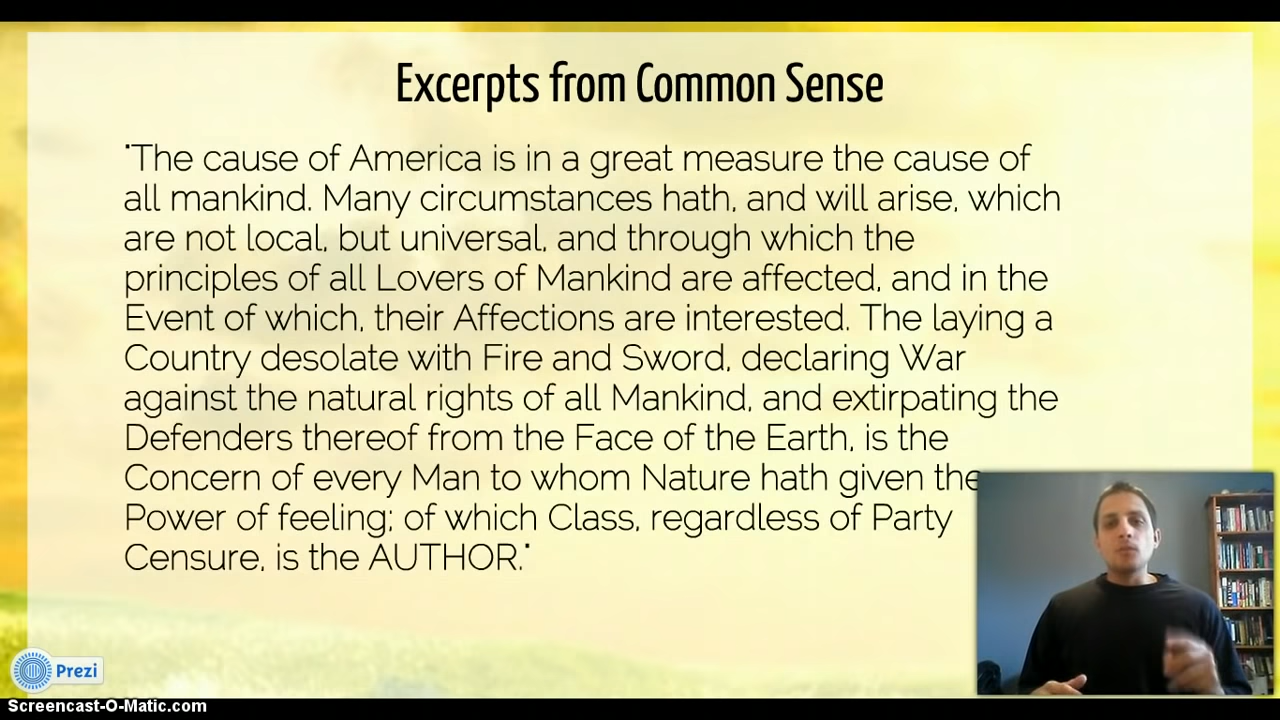 Excerpts from Common Sense
"The cause of America is in a great measure the cause of
all mankind. Many circumstances hath, and will arise, which
are not local, but universal, and through which the
principles of all Lovers of Mankind are affected, and in the
Event of which, their Affections are interested. The laying a
Country desolate with Fire and Sword, declaring War
against the natural rights of all Mankind, and extirpating the
Defenders thereof from the Face of the Earth, is the
Concern of every Man to whom Nature hath given the
Power of feeling; of which Class, regardless of Party
Censure, is the AUTHOR."
Prezi
Screencast-O-Matic.com